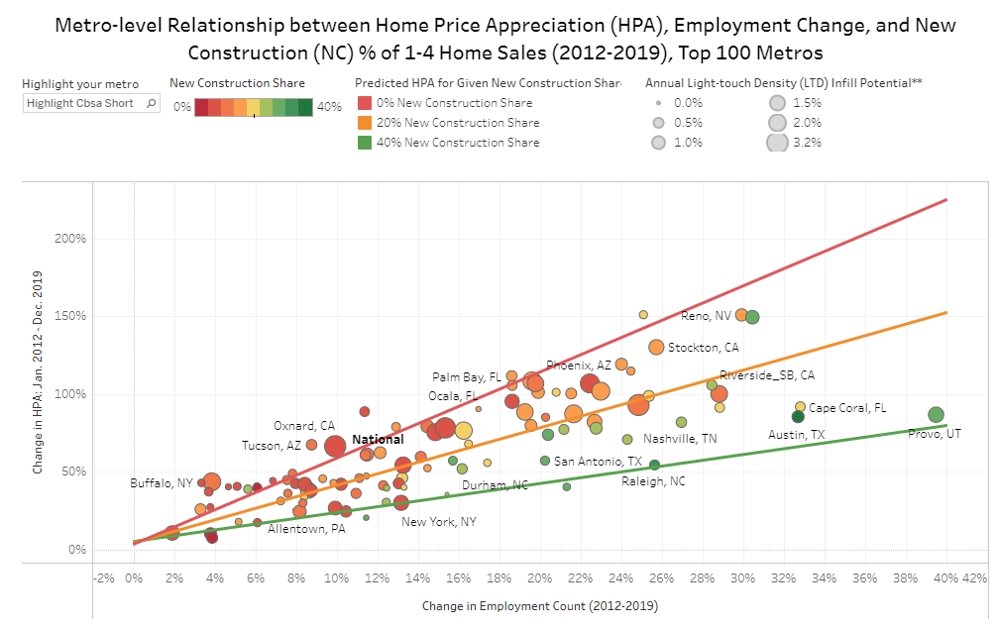 Metro-level Relationship between Home Price Appreciation (HPA), Employment Change, and New
Construction (NC) % of 1-4 Home Sales (2012-2019), Top 100 Metros
Highlight your metro
Highlight Cbsa Short
New Construction Share
0%
40%
Predicted HPA for Given New Construction Shar
0% New Construction Share
20% New Construction Share
40% New Construction Share
Annual Light-touch Density (LTD) Infill Potential**
0.0%
0.5%
1.0%
1.5%
2.0%
3.2%
Change in HPA: Jan. 2012 - Dec. 2019
200%
150%
100%
50%
0%
Reno, NV
Stockton, CA
Phoenix, AZ
Palm Bay, FL
Riverside_SB, CA
Ocala, FL
Cape Coral, FL
Oxnard, CA
Austin, TX
Provo, UT
National
Nashville, TN
Tucson, AZ
San Antonio, TX
Raleigh, NC
Buffalo, NY
Durham, NC
New York, NY
Allentown, PA
-2% 0% 2% 4% 6% 8% 10% 12% 14% 16% 18% 20% 22% 24% 26% 28% 30% 32% 34% 36% 38% 40% 42%
Change in Employment Count (2012-2019)